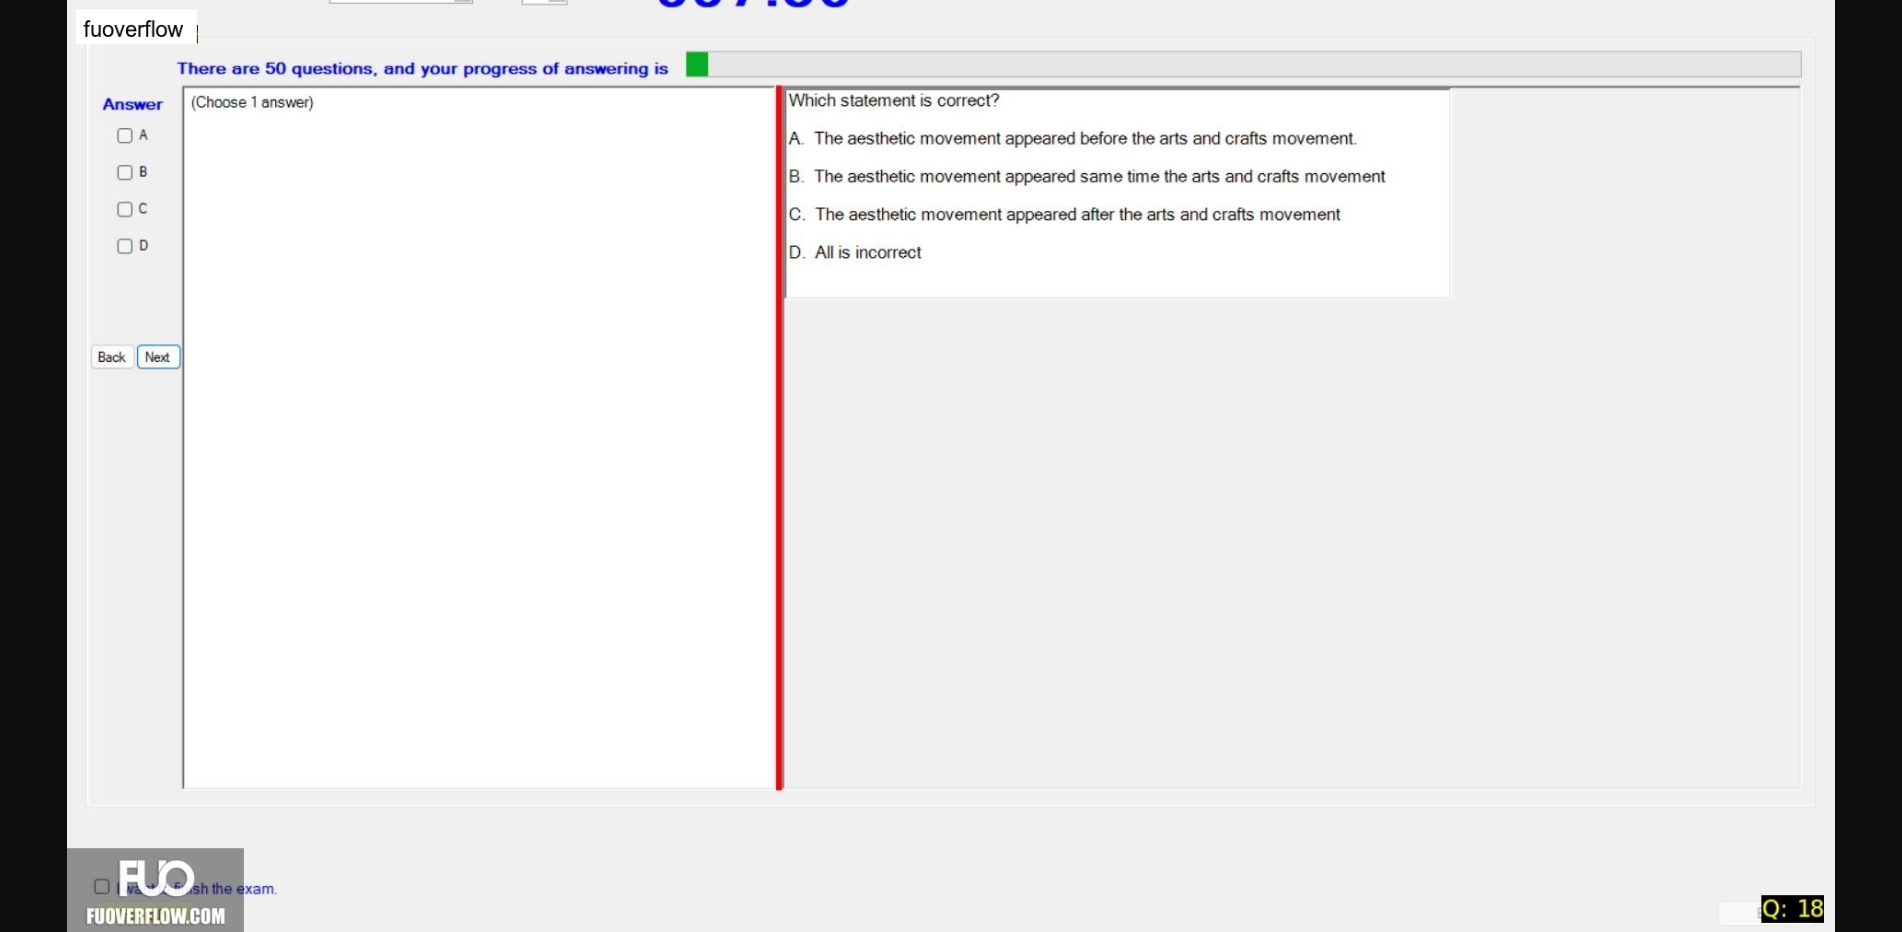 fuoverflow
There are 50 questions, and your progress of answering is
Answer
(Choose 1 answer)
A
B
C
D
Back Next
Which statement is correct?
A. The aesthetic movement appeared before the arts and crafts movement.
B. The aesthetic movement appeared same time the arts and crafts movement
C. The aesthetic movement appeared after the arts and crafts movement
D. All is incorrect
I want finish the exam.
FUO
FUOVERFLOW.COM
Q: 18